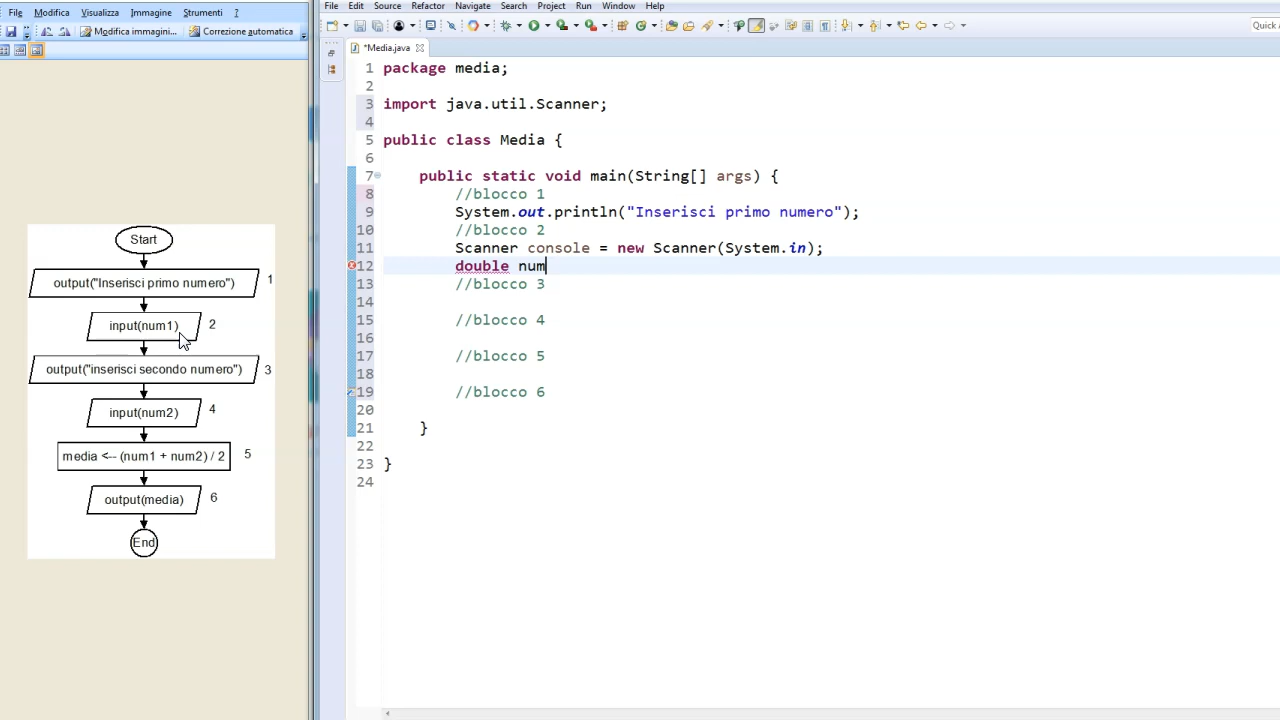 File Modifica Visualizza Immagine Strumenti ?
Modifica immagini... Correzione automatica
Start
output("Inserisci primo numero") 1
input(num1) 2
output("inserisci secondo numero") 3
input(num2) 4
media <-- (num1 + num2) / 2 5
output(media) 6
End
File Edit Source Refactor Navigate Search Project Run Window Help
Quick A
*Media.java
1 package media;
2
3 import java.util.Scanner;
4
5 public class Media {
6
7 public static void main(String[] args) {
8 //blocco 1
9 System.out.println("Inserisci primo numero");
10 //blocco 2
11 Scanner console = new Scanner(System.in);
12 double num
13 //blocco 3
14
15 //blocco 4
16
17 //blocco 5
18
19 //blocco 6
20
21 }
22
23 }
24